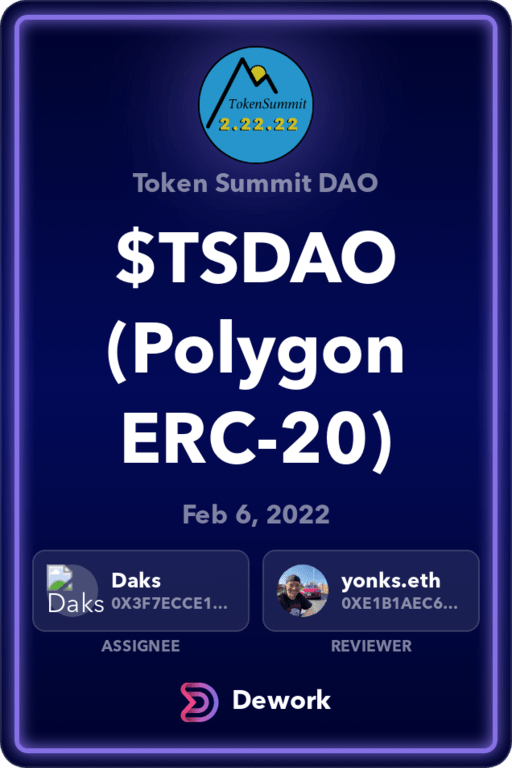 TokenSummit
2.22.22
Token Summit DAO
$TSDAO
(Polygon
ERC-20)
Feb 6, 2022
Daks
Daks
0X3F7ECCE1...
yonks.eth
0XE1B1AEC6...
ASSIGNEE
REVIEWER
Dework